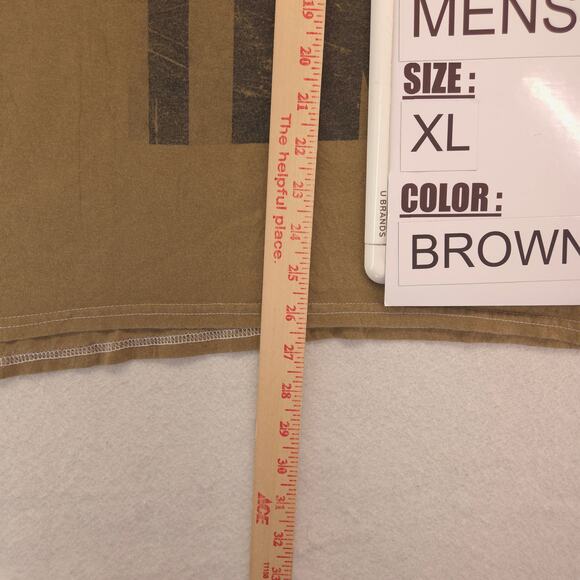 MENS
SIZE :
XL
COLOR :
BROWN
U BRANDS
The helpful place.
19
20
21
22
23
24
25
26
27
28
29
30
31
32
33
ACE